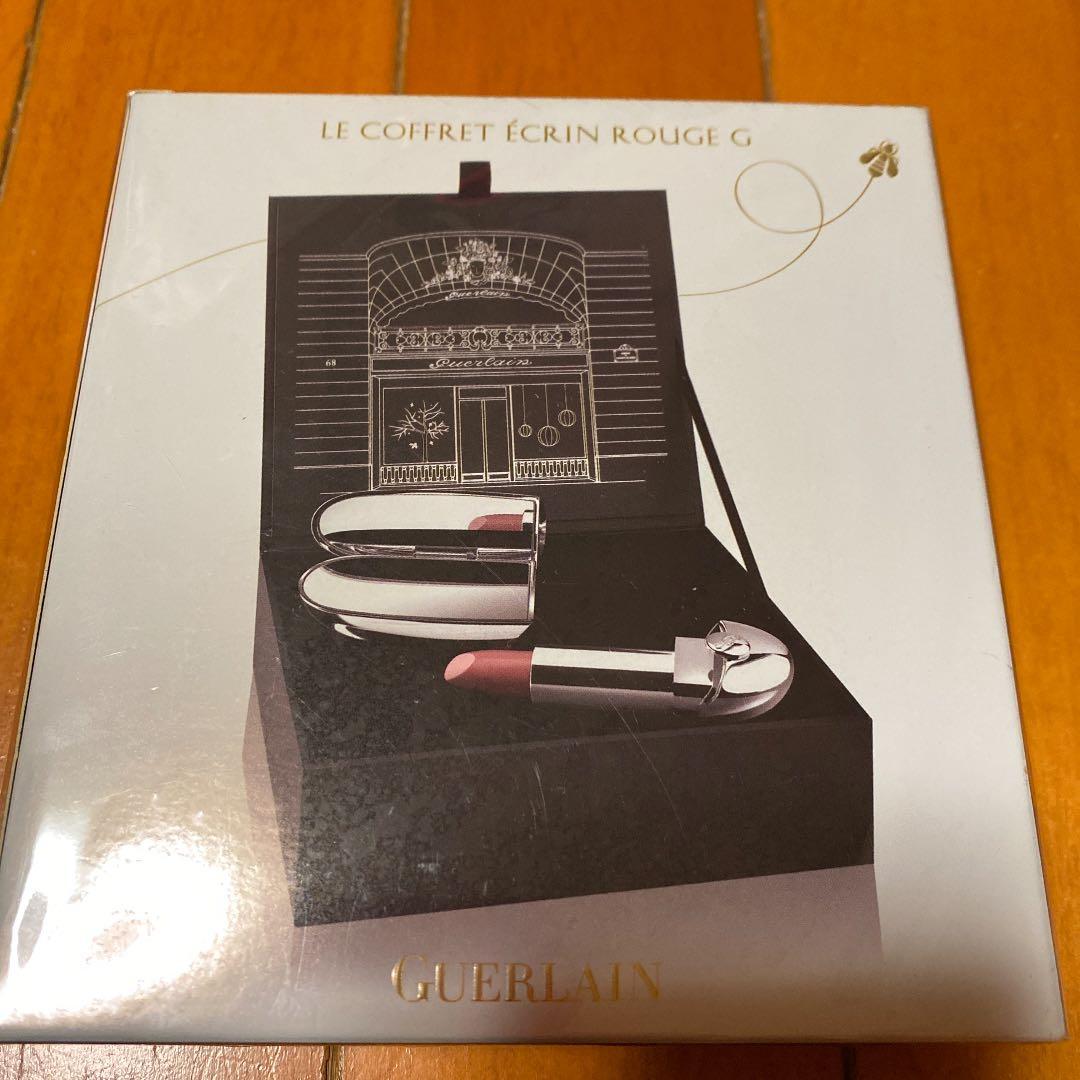 LE COFFRET ÉCRIN ROUGE G
Guerlain
Guerlain
68
GUERLAIN